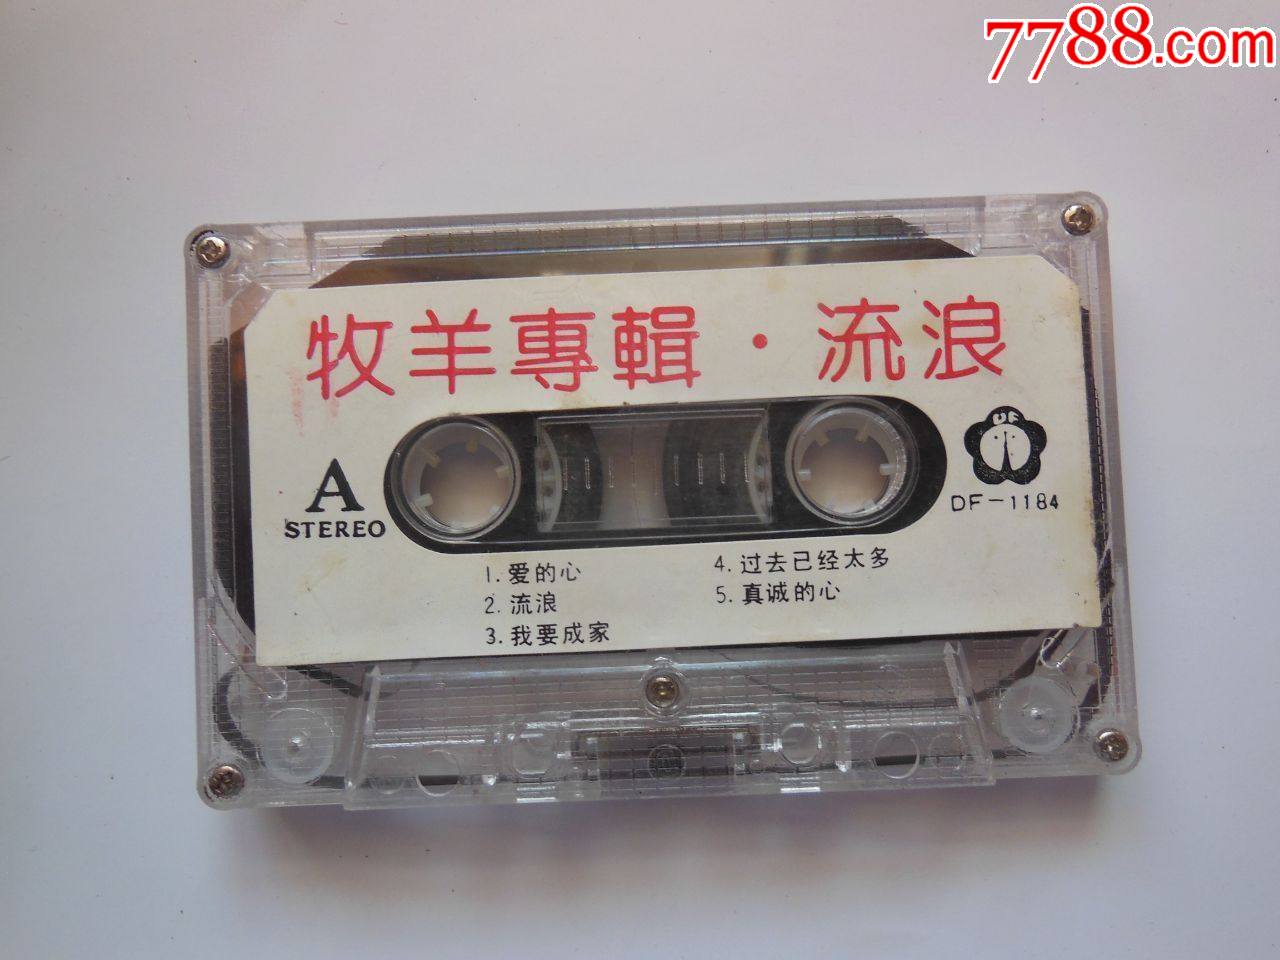 7788.com
牧羊專輯·流浪
DF
A
STEREO
DF-1184
1.爱的心
2.流浪
3.我要成家
4.过去已经太多
5.真诚的心